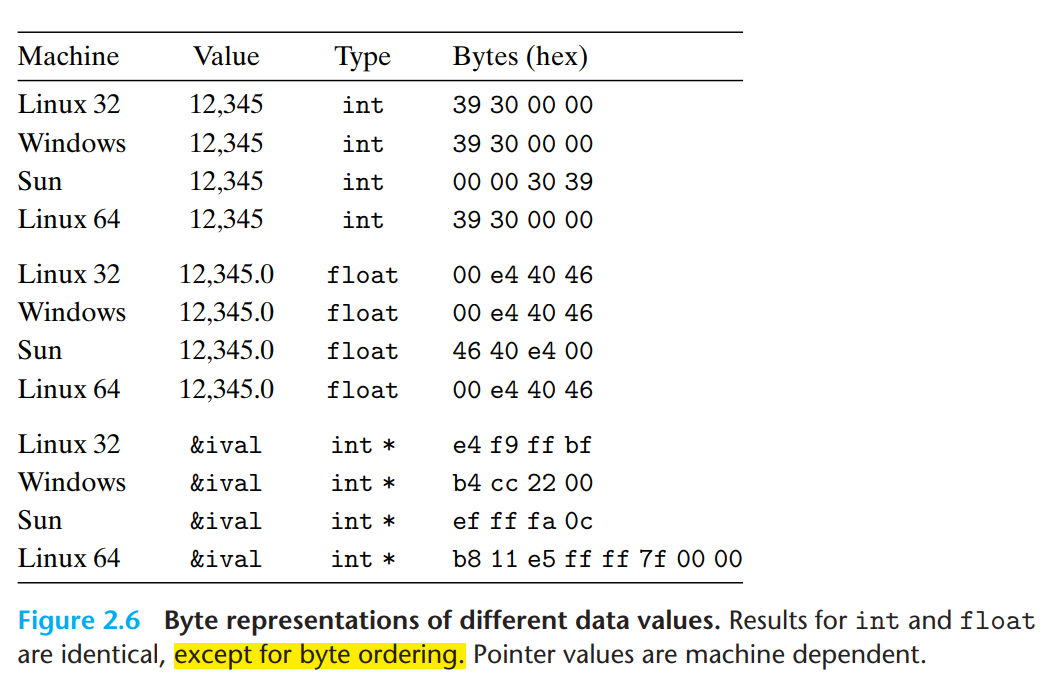 Machine Value Type Bytes (hex)
Linux 32 12,345 int 39 30 00 00
Windows 12,345 int 39 30 00 00
Sun 12,345 int 00 00 30 39
Linux 64 12,345 int 39 30 00 00
Linux 32 12,345.0 float 00 e4 40 46
Windows 12,345.0 float 00 e4 40 46
Sun 12,345.0 float 46 40 e4 00
Linux 64 12,345.0 float 00 e4 40 46
Linux 32 &ival int * e4 f9 ff bf
Windows &ival int * b4 cc 22 00
Sun &ival int * ef ff fa 0c
Linux 64 &ival int * b8 11 e5 ff ff 7f 00 00
Figure 2.6 Byte representations of different data values. Results for int and float
are identical, except for byte ordering. Pointer values are machine dependent.